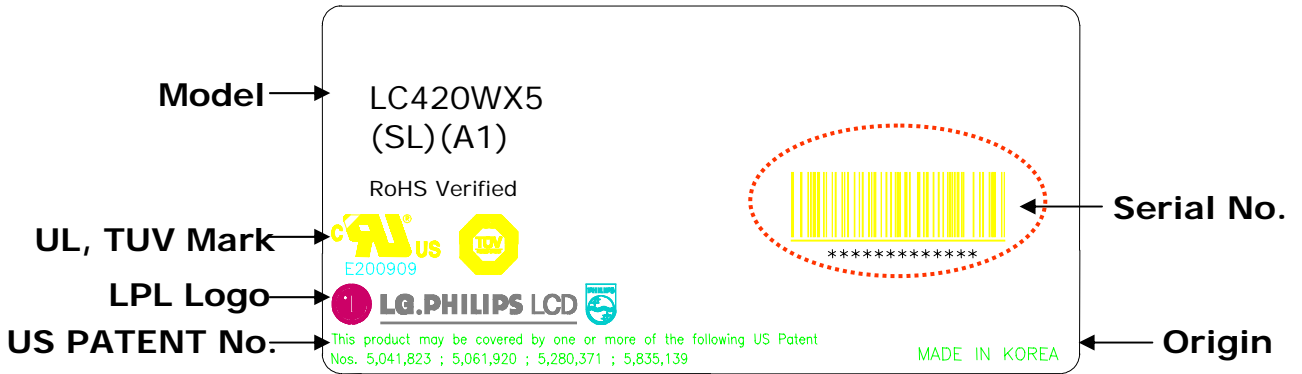 Model
LC420WX5
(SL)(A1)
RoHS Verified
Serial No.
*************
UL, TUV Mark
C RU ® US
TUV
E200909
LPL Logo
LG.PHILIPS LCD
PHILIPS
US PATENT No.
This product may be covered by one or more of the following US Patent
Nos. 5,041,823 ; 5,061,920 ; 5,280,371 ; 5,835,139
MADE IN KOREA
Origin